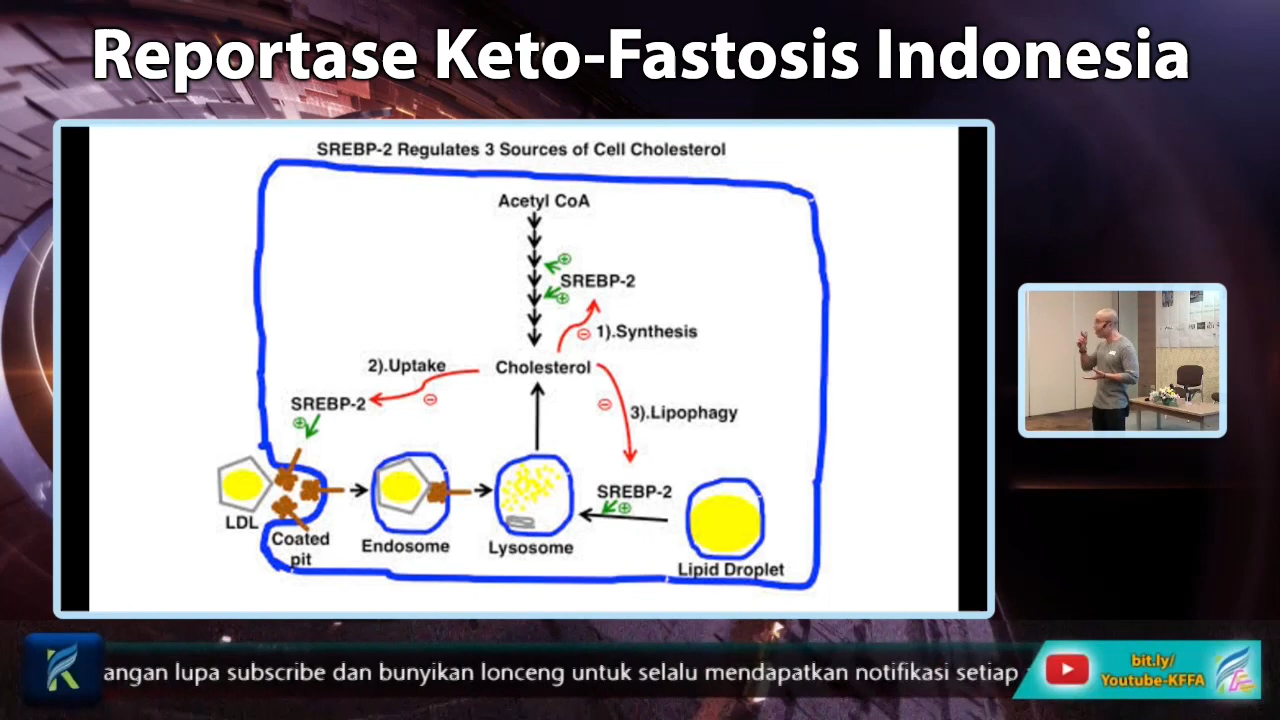 Reportase Keto-Fastosis Indonesia
SREBP-2 Regulates 3 Sources of Cell Cholesterol
Acetyl CoA
SREBP-2
1).Synthesis
2).Uptake
Cholesterol
SREBP-2
3).Lipophagy
SREBP-2
LDL
Coated
pit
Endosome
Lysosome
Lipid Droplet
angan lupa subscribe dan bunyikan lonceng untuk selalu mendapatkan notifikasi setiap
bit.ly/
Youtube-KFFA